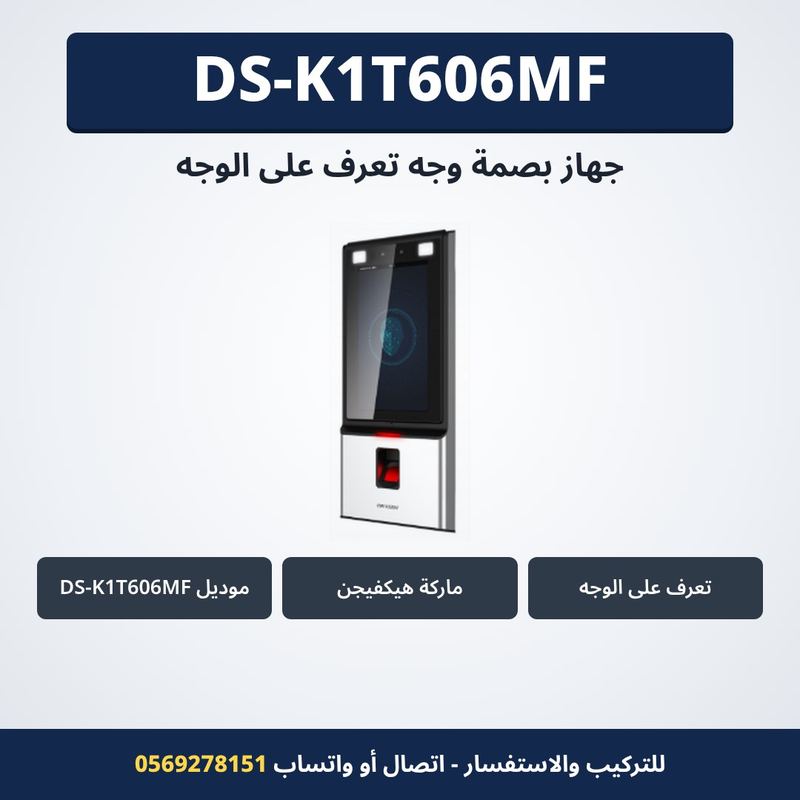 DS-K1T606MF
جهاز بصمة وجه تعرف على الوجه
HIKVISION
تعرف على الوجه
ماركة هيكفيجن
موديل DS-K1T606MF
للتركيب والاستفسار - اتصال أو واتساب 0569278151